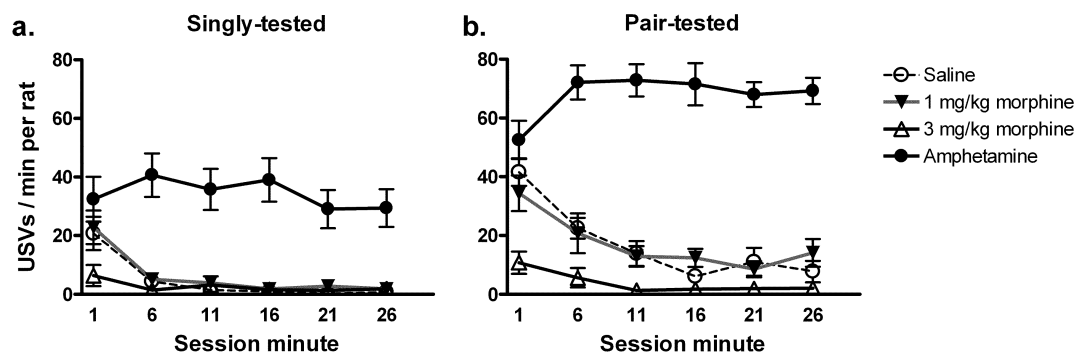 a.
Singly-tested
USVs / min per rat
80
60
40
20
0
1 6 11 16 21 26
Session minute
b.
Pair-tested
80
60
40
20
0
1 6 11 16 21 26
Session minute
Saline
1 mg/kg morphine
3 mg/kg morphine
Amphetamine